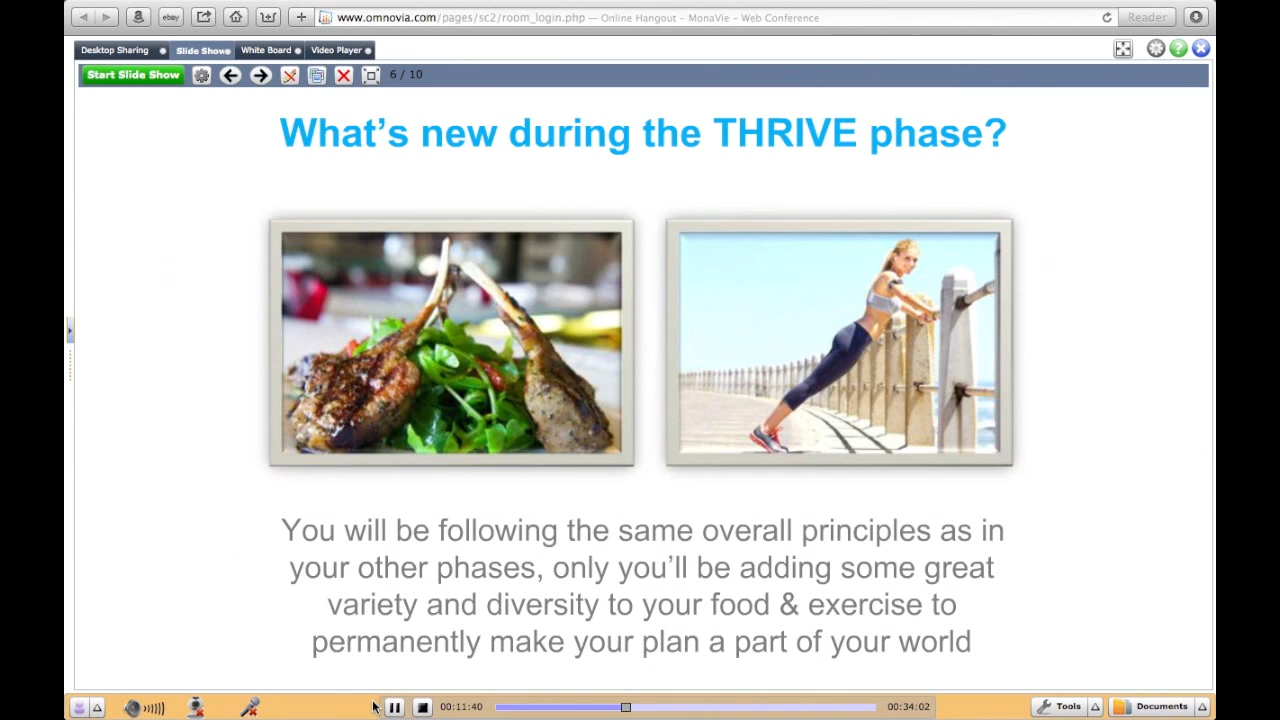 ebay
www.omnovia.com/pages/sc2/room_login.php — Online Hangout – MonaVie – Web Conference
Reader
Desktop Sharing
Slide Show
White Board
Video Player
Start Slide Show
6 / 10
What's new during the THRIVE phase?
You will be following the same overall principles as in
your other phases, only you'll be adding some great
variety and diversity to your food & exercise to
permanently make your plan a part of your world
00:11:40
00:34:02
Tools
Documents